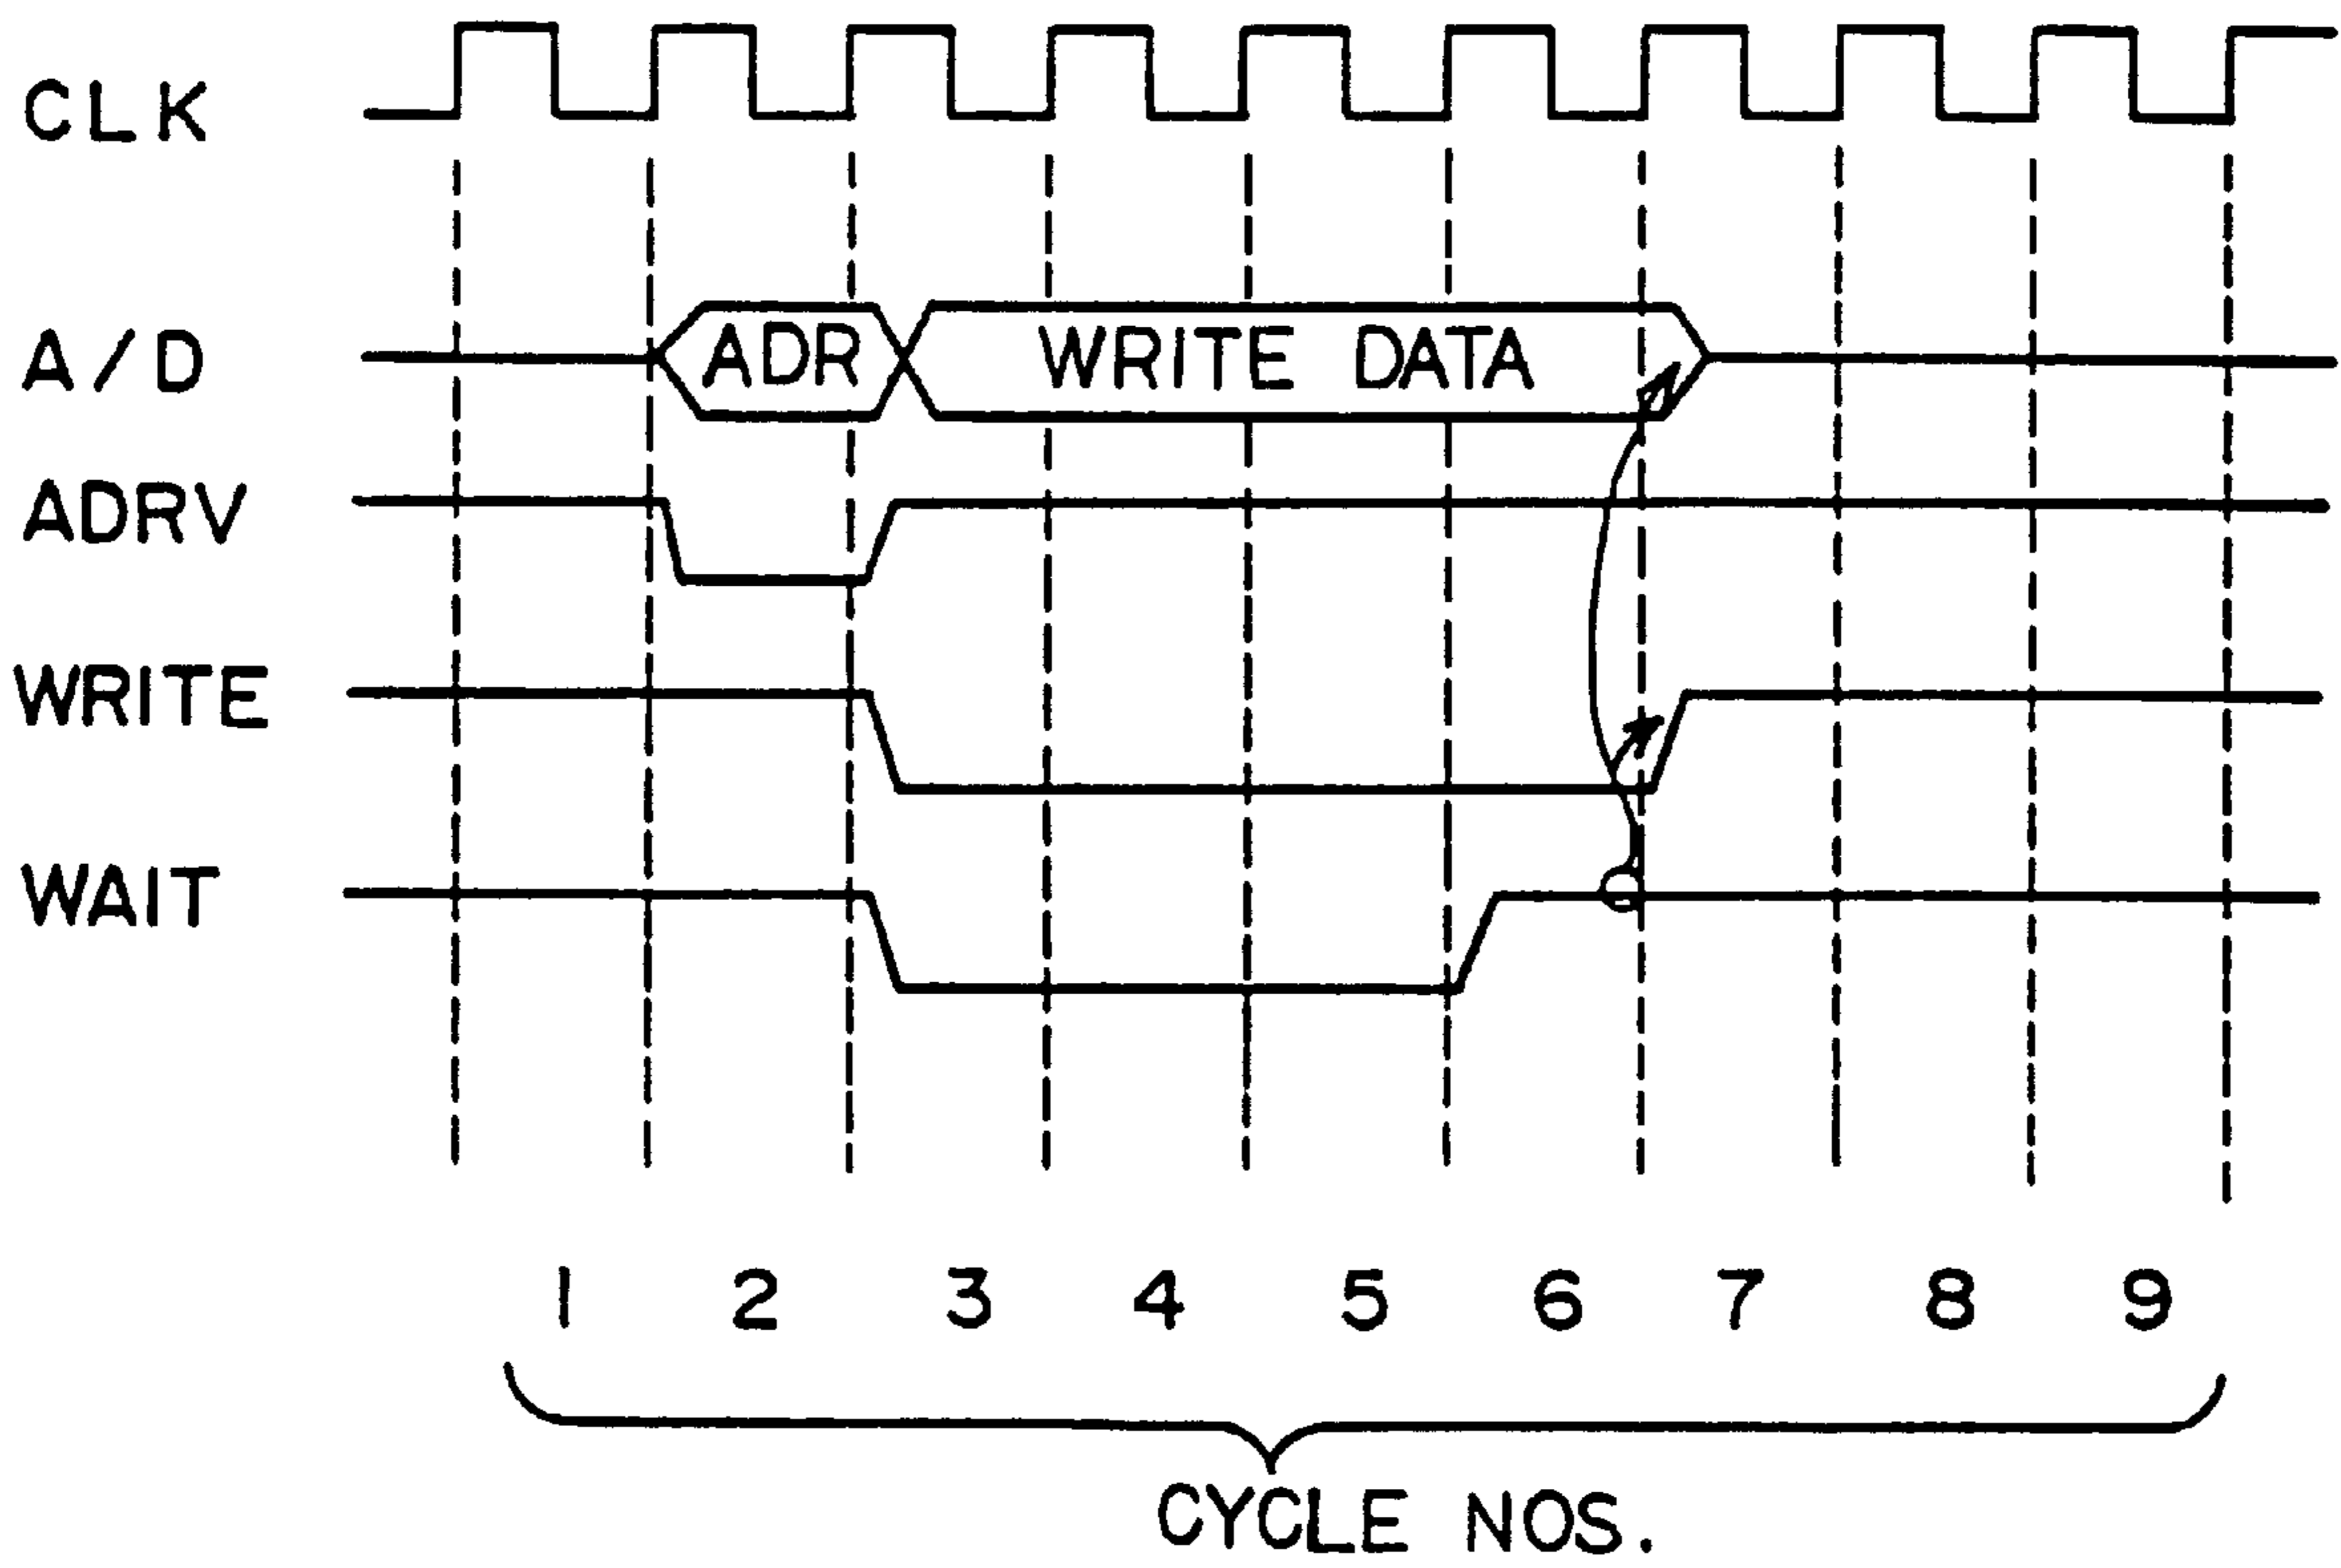 CLK
A/D ADR WRITE DATA
ADRV
WRITE
WAIT
1 2 3 4 5 6 7 8 9
CYCLE NOS.